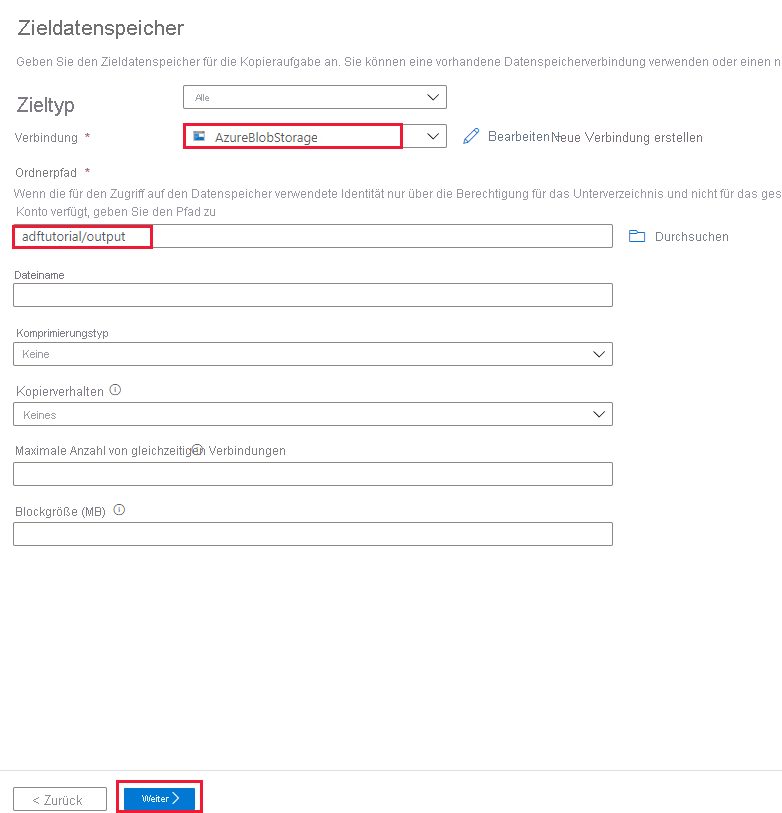 Zieldatenspeicher
Geben Sie den Zieldatenspeicher für die Kopieraufgabe an. Sie können eine vorhandene Datenspeicherverbindung verwenden oder einen n
Zieltyp
Alle
Verbindung *
AzureBlobStorage
Bearbeiten
+
Neue Verbindung erstellen
Ordnerpfad *
Wenn die für den Zugriff auf den Datenspeicher verwendete Identität nur über die Berechtigung für das Unterverzeichnis und nicht für das ges
Konto verfügt, geben Sie den Pfad zu
adftutorial/output
Durchsuchen
Dateiname
Komprimierungstyp
Keine
Kopierverhalten
Keines
Maximale Anzahl von gleichzeitigen Verbindungen
Blockgröße (MB)
< Zurück
Weiter >